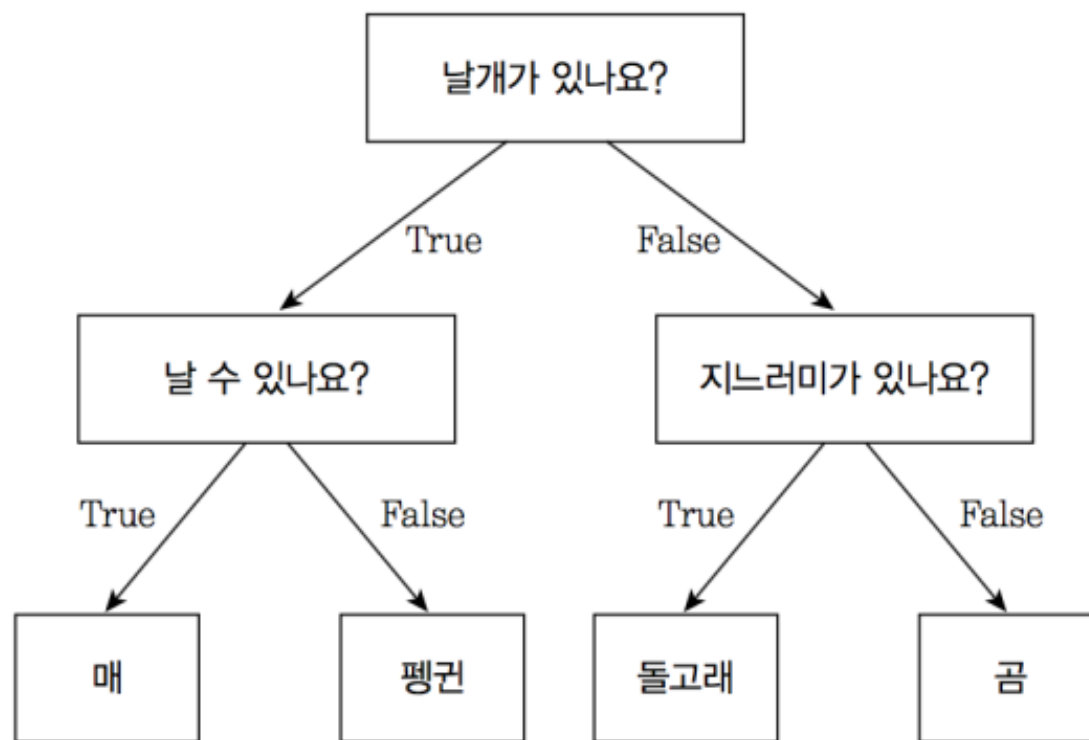 날개가 있나요?
True
False
날 수 있나요?
지느러미가 있나요?
True
False
True
False
매
펭귄
돌고래
곰